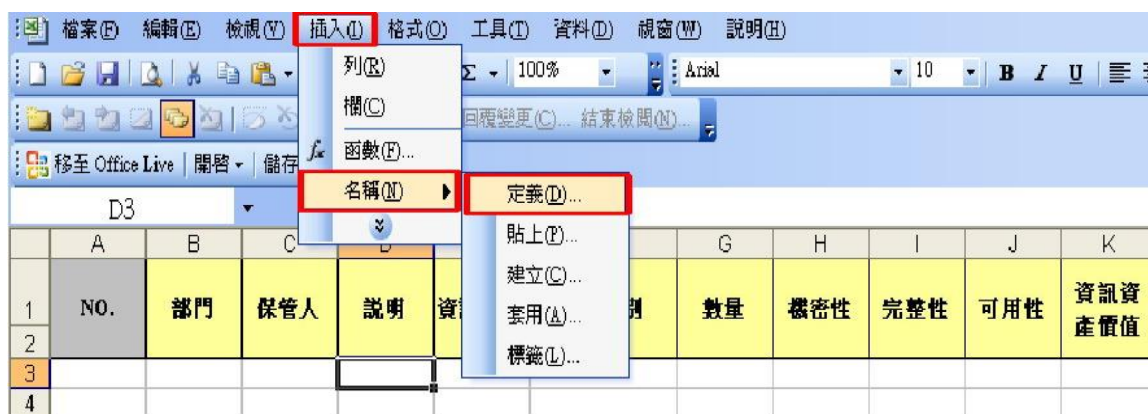 檔案(F) 編輯(E) 檢視(V) 插入(I) 格式(O) 工具(T) 資料(D) 視窗(W) 說明(H)
列(R)
Σ 100% Arial 10 B I U
欄(C)
回覆變更(C)... 結束檢閱(N)...
移至 Office Live 開啓 儲存
fx 函數(F)...
名稱(N)
定義(D)...
貼上(P)...
建立(C)...
套用(A)...
標籤(L)...
D3
A B C D G H I J K
1 NO. 部門 保管人 說明 資 別 數量 機密性 完整性 可用性 資訊資
產價值
2
3
4